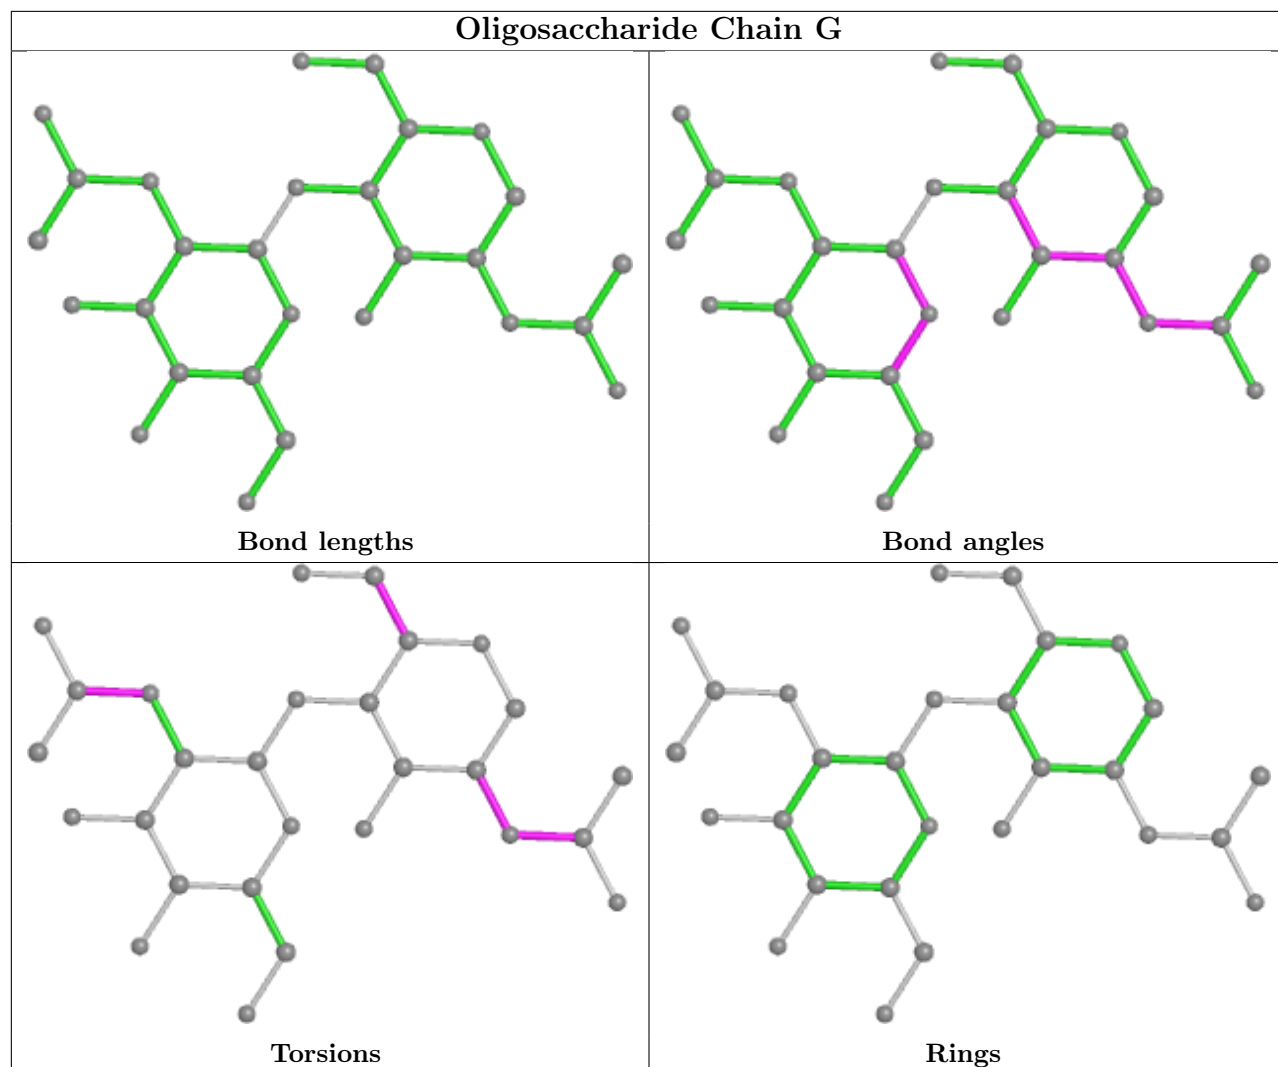 Oligosaccharide Chain G
Bond lengths
Bond angles
Torsions
Rings